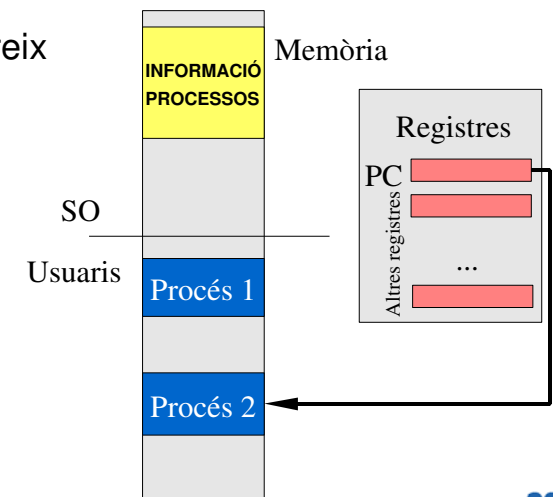 eix
INFORMACIÓ
PROCESSOS
Memòria
Registres
PC
Altres registres
...
SO
Usuaris
Procés 1
Procés 2